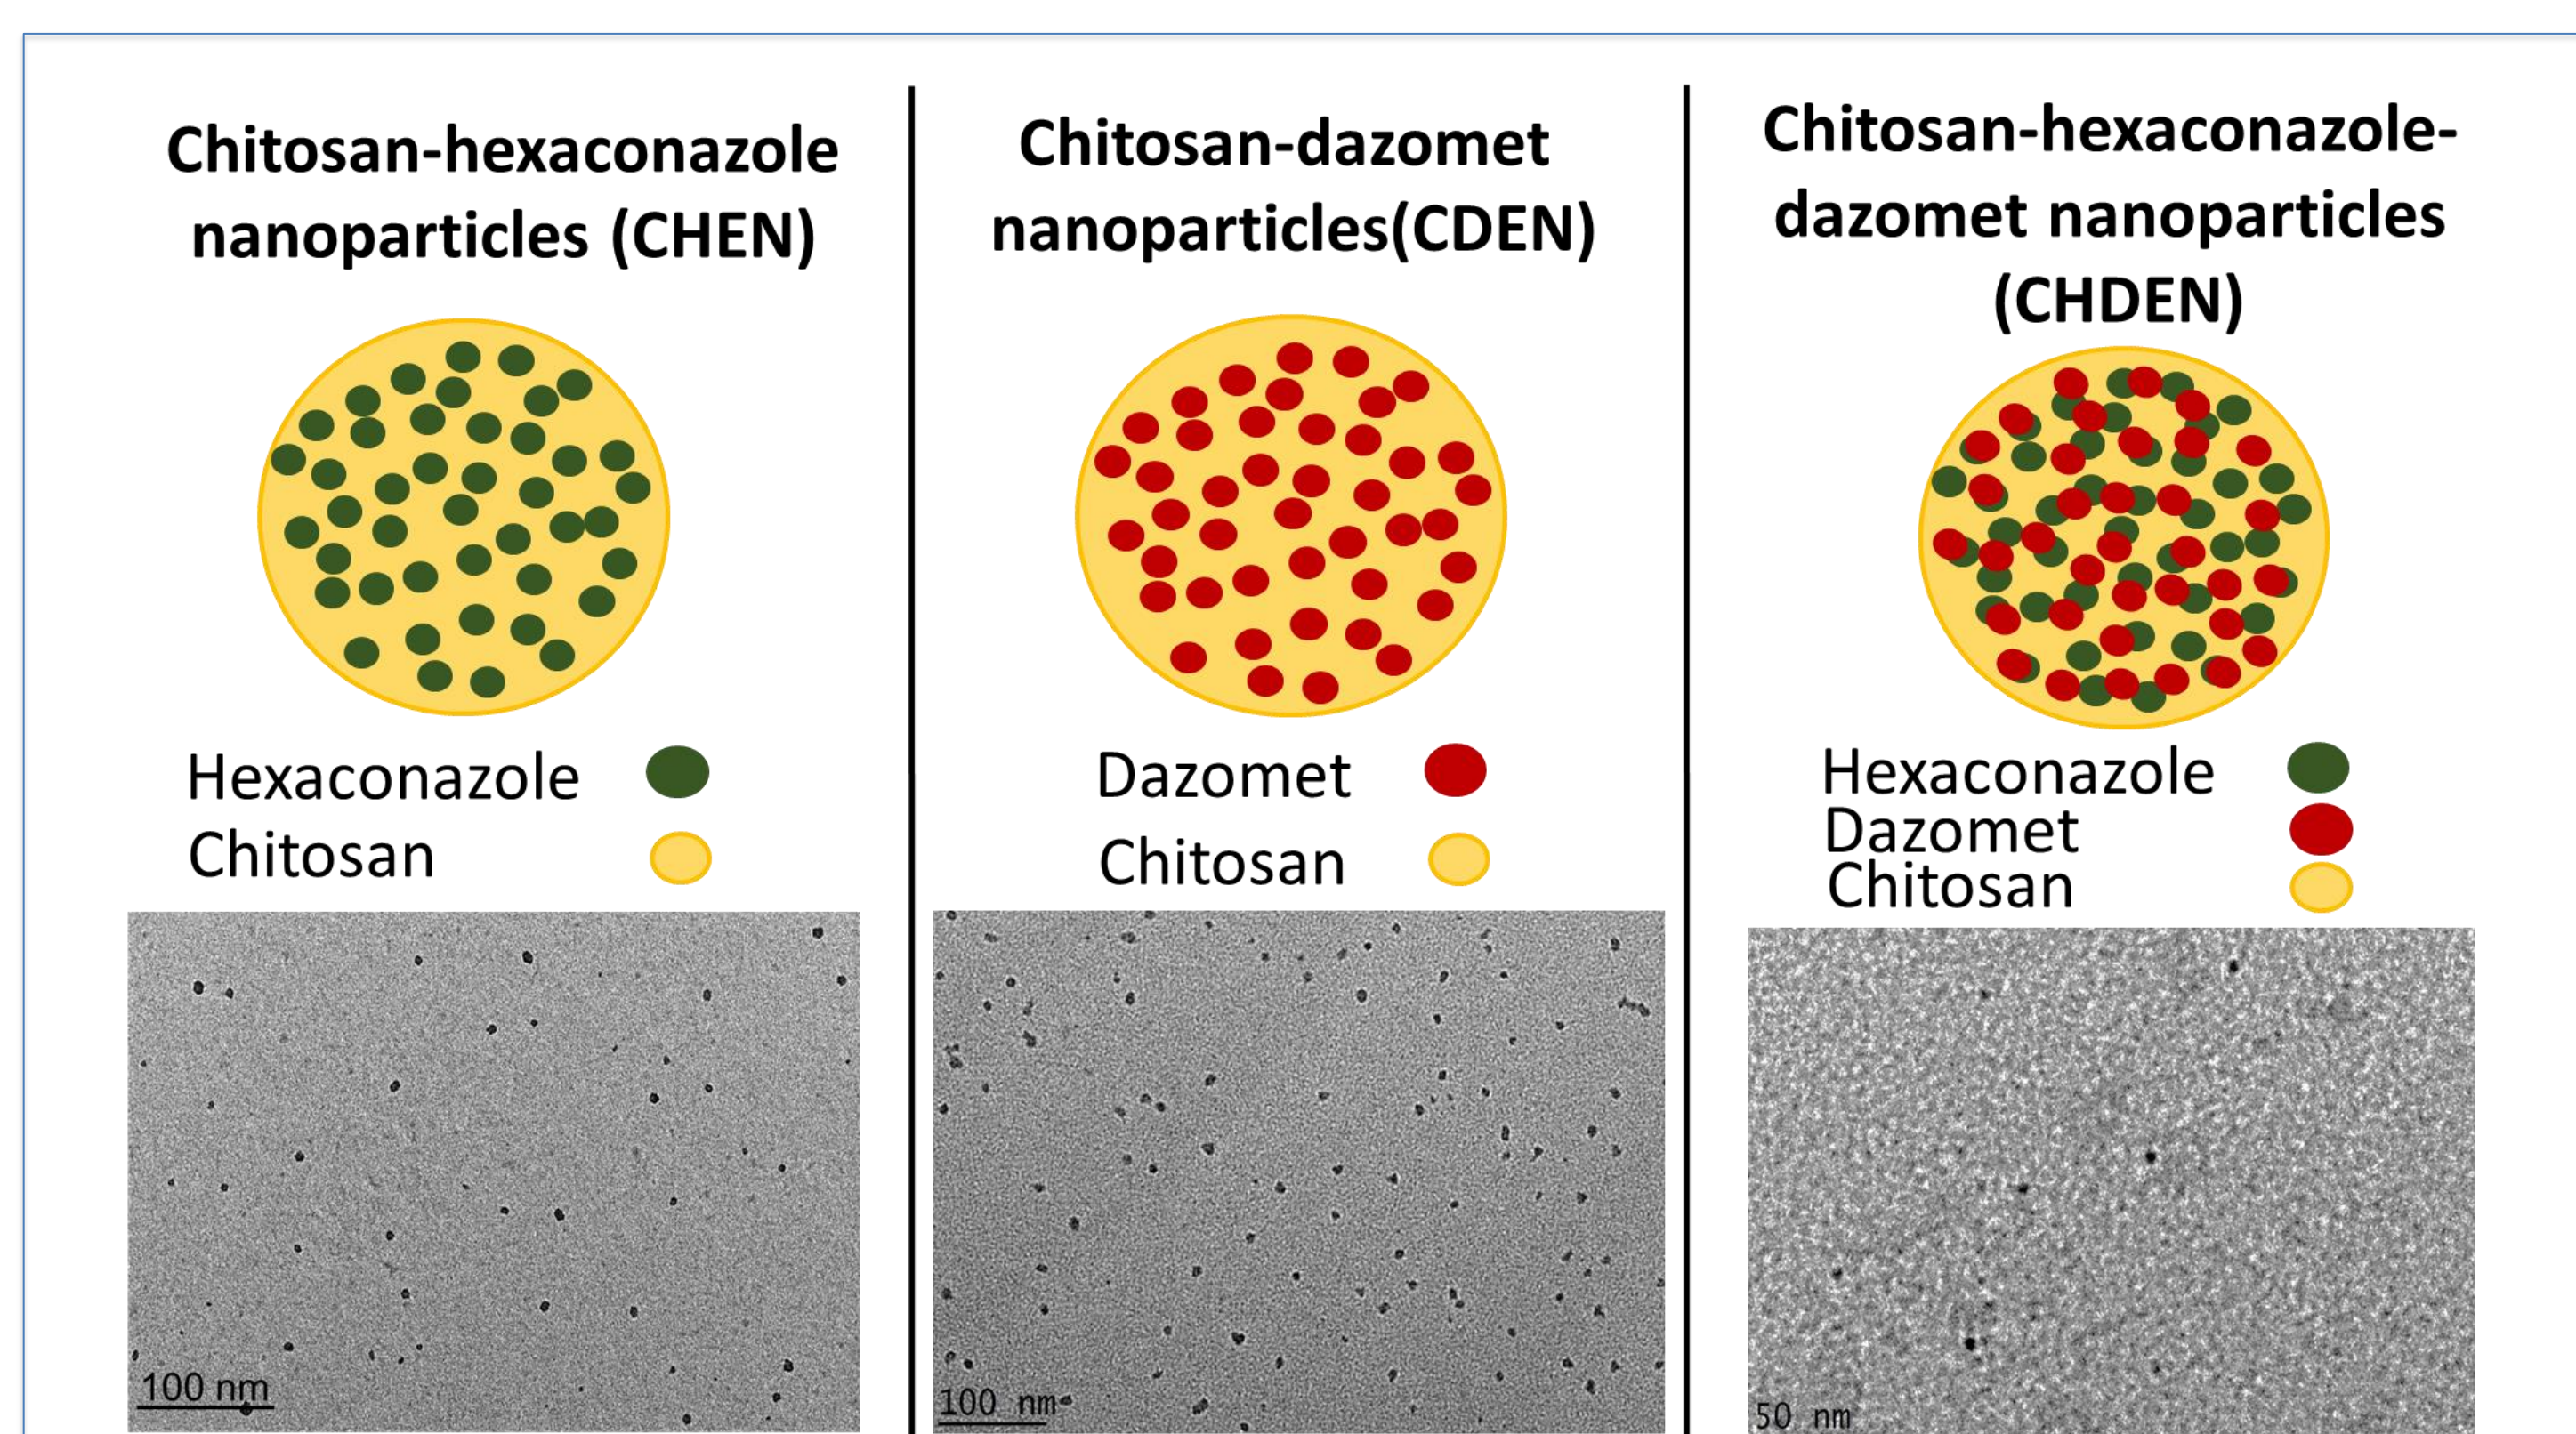 Chitosan-hexaconazole
nanoparticles (CHEN)
Hexaconazole
Chitosan
100 nm
Chitosan-dazomet
nanoparticles(CDEN)
Dazomet
Chitosan
100 nm
Chitosan-hexaconazole-
dazomet nanoparticles
(CHDEN)
Hexaconazole
Dazomet
Chitosan
50 nm